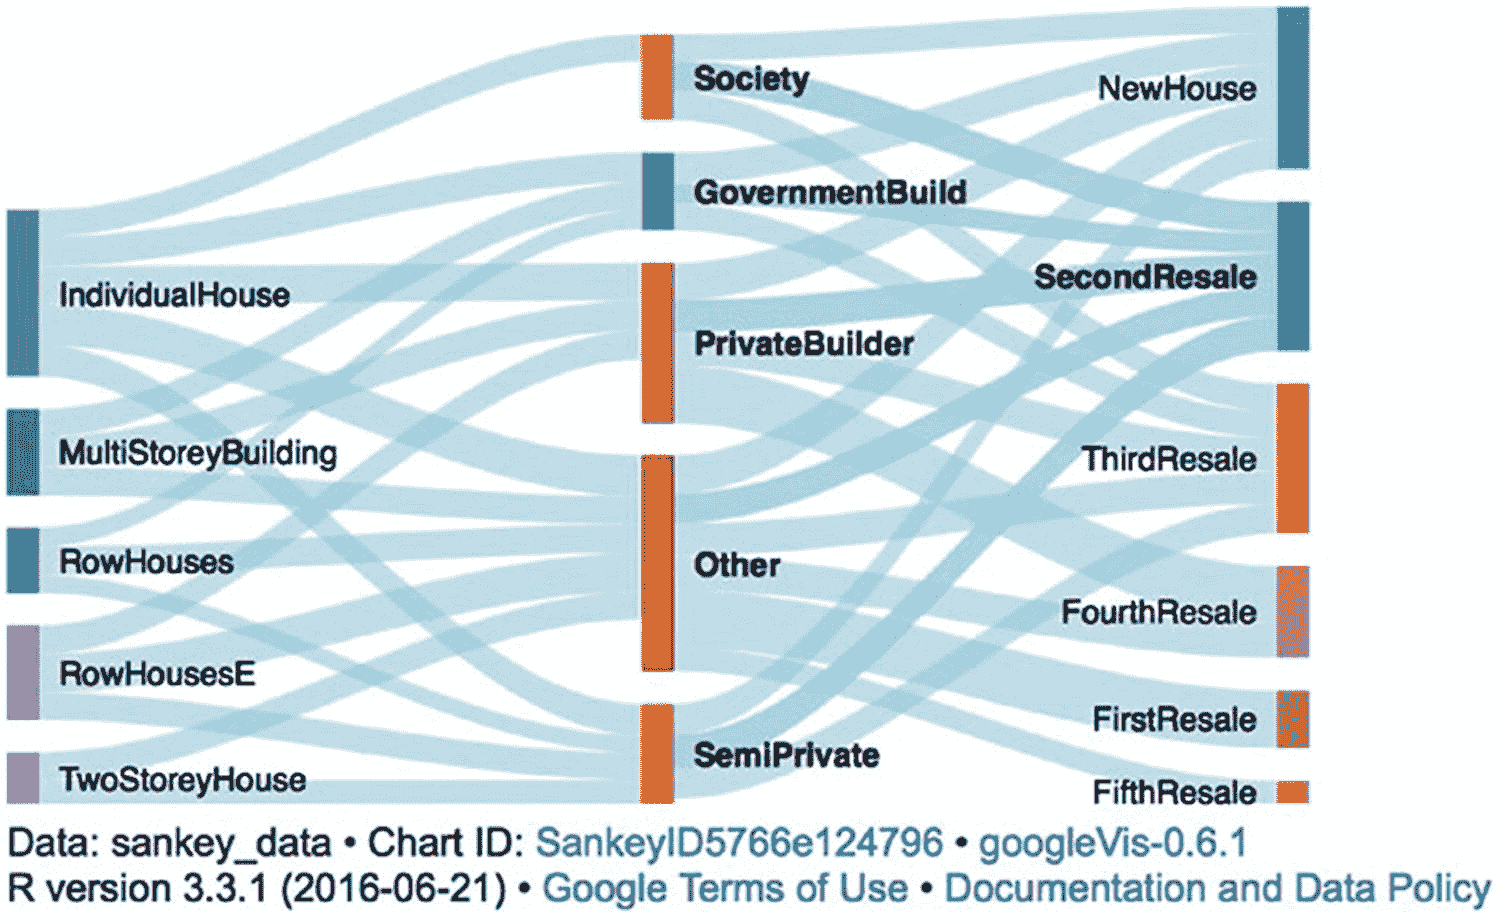 Society
NewHouse
GovernmentBuild
SecondResale
IndividualHouse
PrivateBuilder
MultiStoreyBuilding
ThirdResale
RowHouses
Other
FourthResale
RowHousesE
FirstResale
SemiPrivate
TwoStoreyHouse
FifthResale
Data: sankey_data • Chart ID: SankeyID5766e124796 • googleVis-0.6.1
R version 3.3.1 (2016-06-21) • Google Terms of Use • Documentation and Data Policy